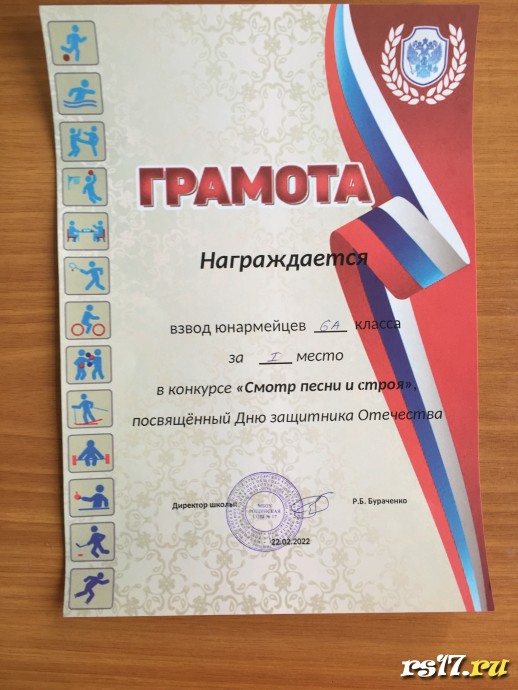 ГРАМОТА
Награждается
взвод юнармейцев 6А класса
за I место
в конкурсе «Смотр песни и строя»,
посвящённый Дню защитника Отечества
Директор школы: Р.Б. Бураченко
22.02.2022
rs17.ru